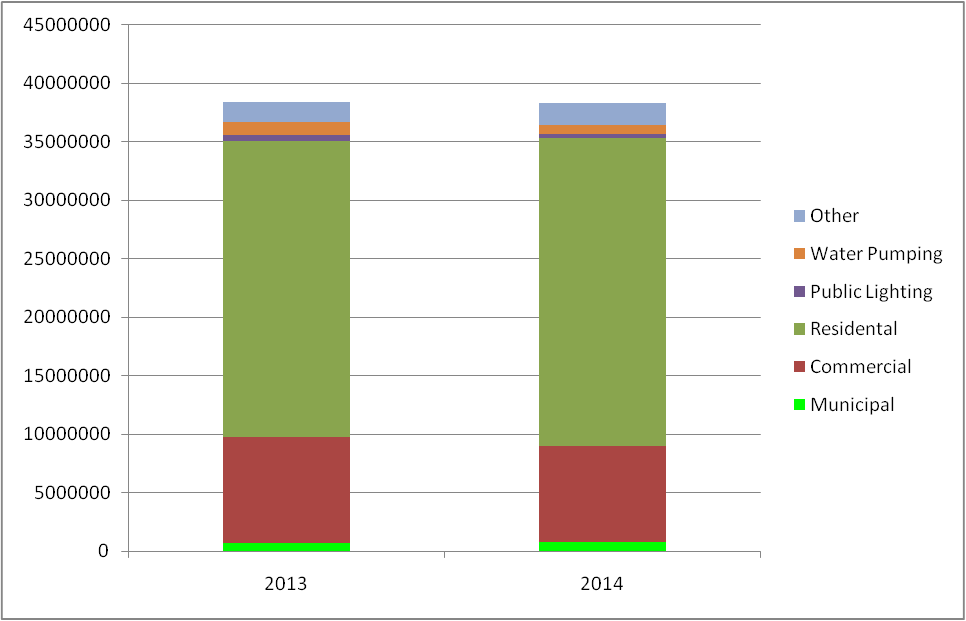 45000000
40000000
35000000
30000000
25000000
20000000
15000000
10000000
5000000
0
2013
2014
Other
Water Pumping
Public Lighting
Residental
Commercial
Municipal